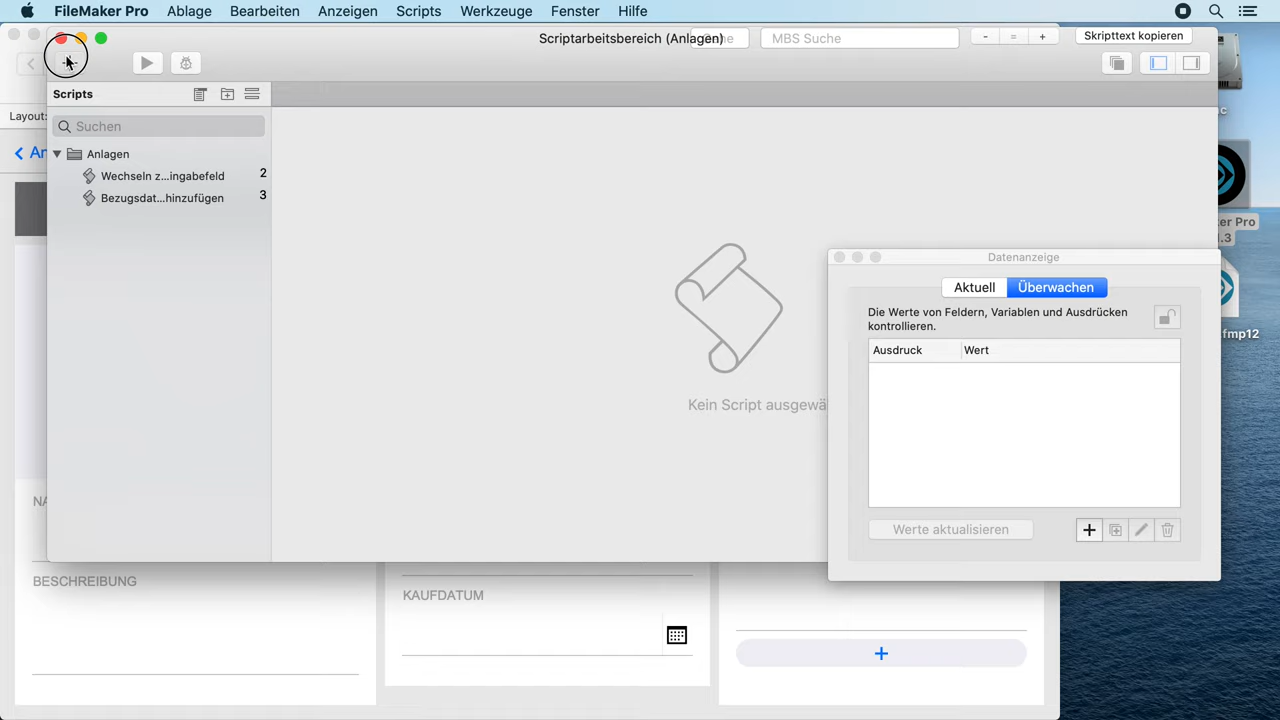 FileMaker Pro Ablage Bearbeiten Anzeigen Scripts Werkzeuge Fenster Hilfe
Scriptarbeitsbereich (Anlagen)
MBS Suche
- = +
Skripttext kopieren
Scripts
Layout:
Suchen
Anlagen
Wechseln z...ingabefeld 2
Bezugsdat...hinzufügen 3
Kein Script ausgewä
Datenanzeige
Aktuell Überwachen
Die Werte von Feldern, Variablen und Ausdrücken
kontrollieren.
Ausdruck Wert
Werte aktualisieren
BESCHREIBUNG
KAUFDATUM
er Pro
.3
fmp12